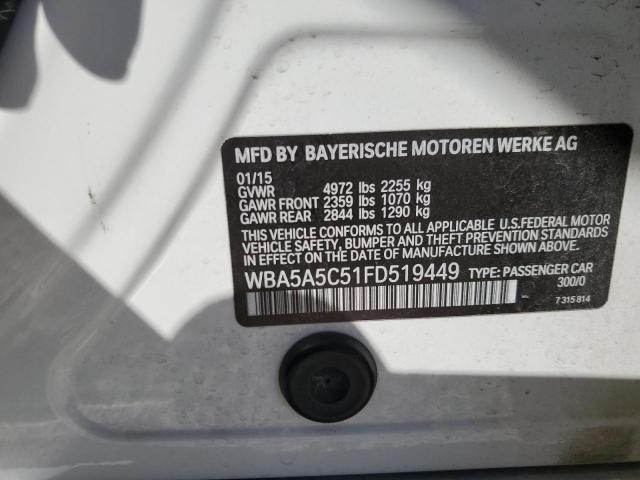 MFD BY BAYERISCHE MOTOREN WERKE AG
01/15
GVWR 4972 lbs 2255 kg
GAWR FRONT 2359 lbs 1070 kg
GAWR REAR 2844 lbs 1290 kg
THIS VEHICLE CONFORMS TO ALL APPLICABLE U.S.FEDERAL MOTOR
VEHICLE SAFETY, BUMPER AND THEFT PREVENTION STANDARDS
IN EFFECT ON THE DATE OF MANUFACTURE SHOWN ABOVE.
WBA5A5C51FD519449 TYPE: PASSENGER CAR
300/0
7 315 814